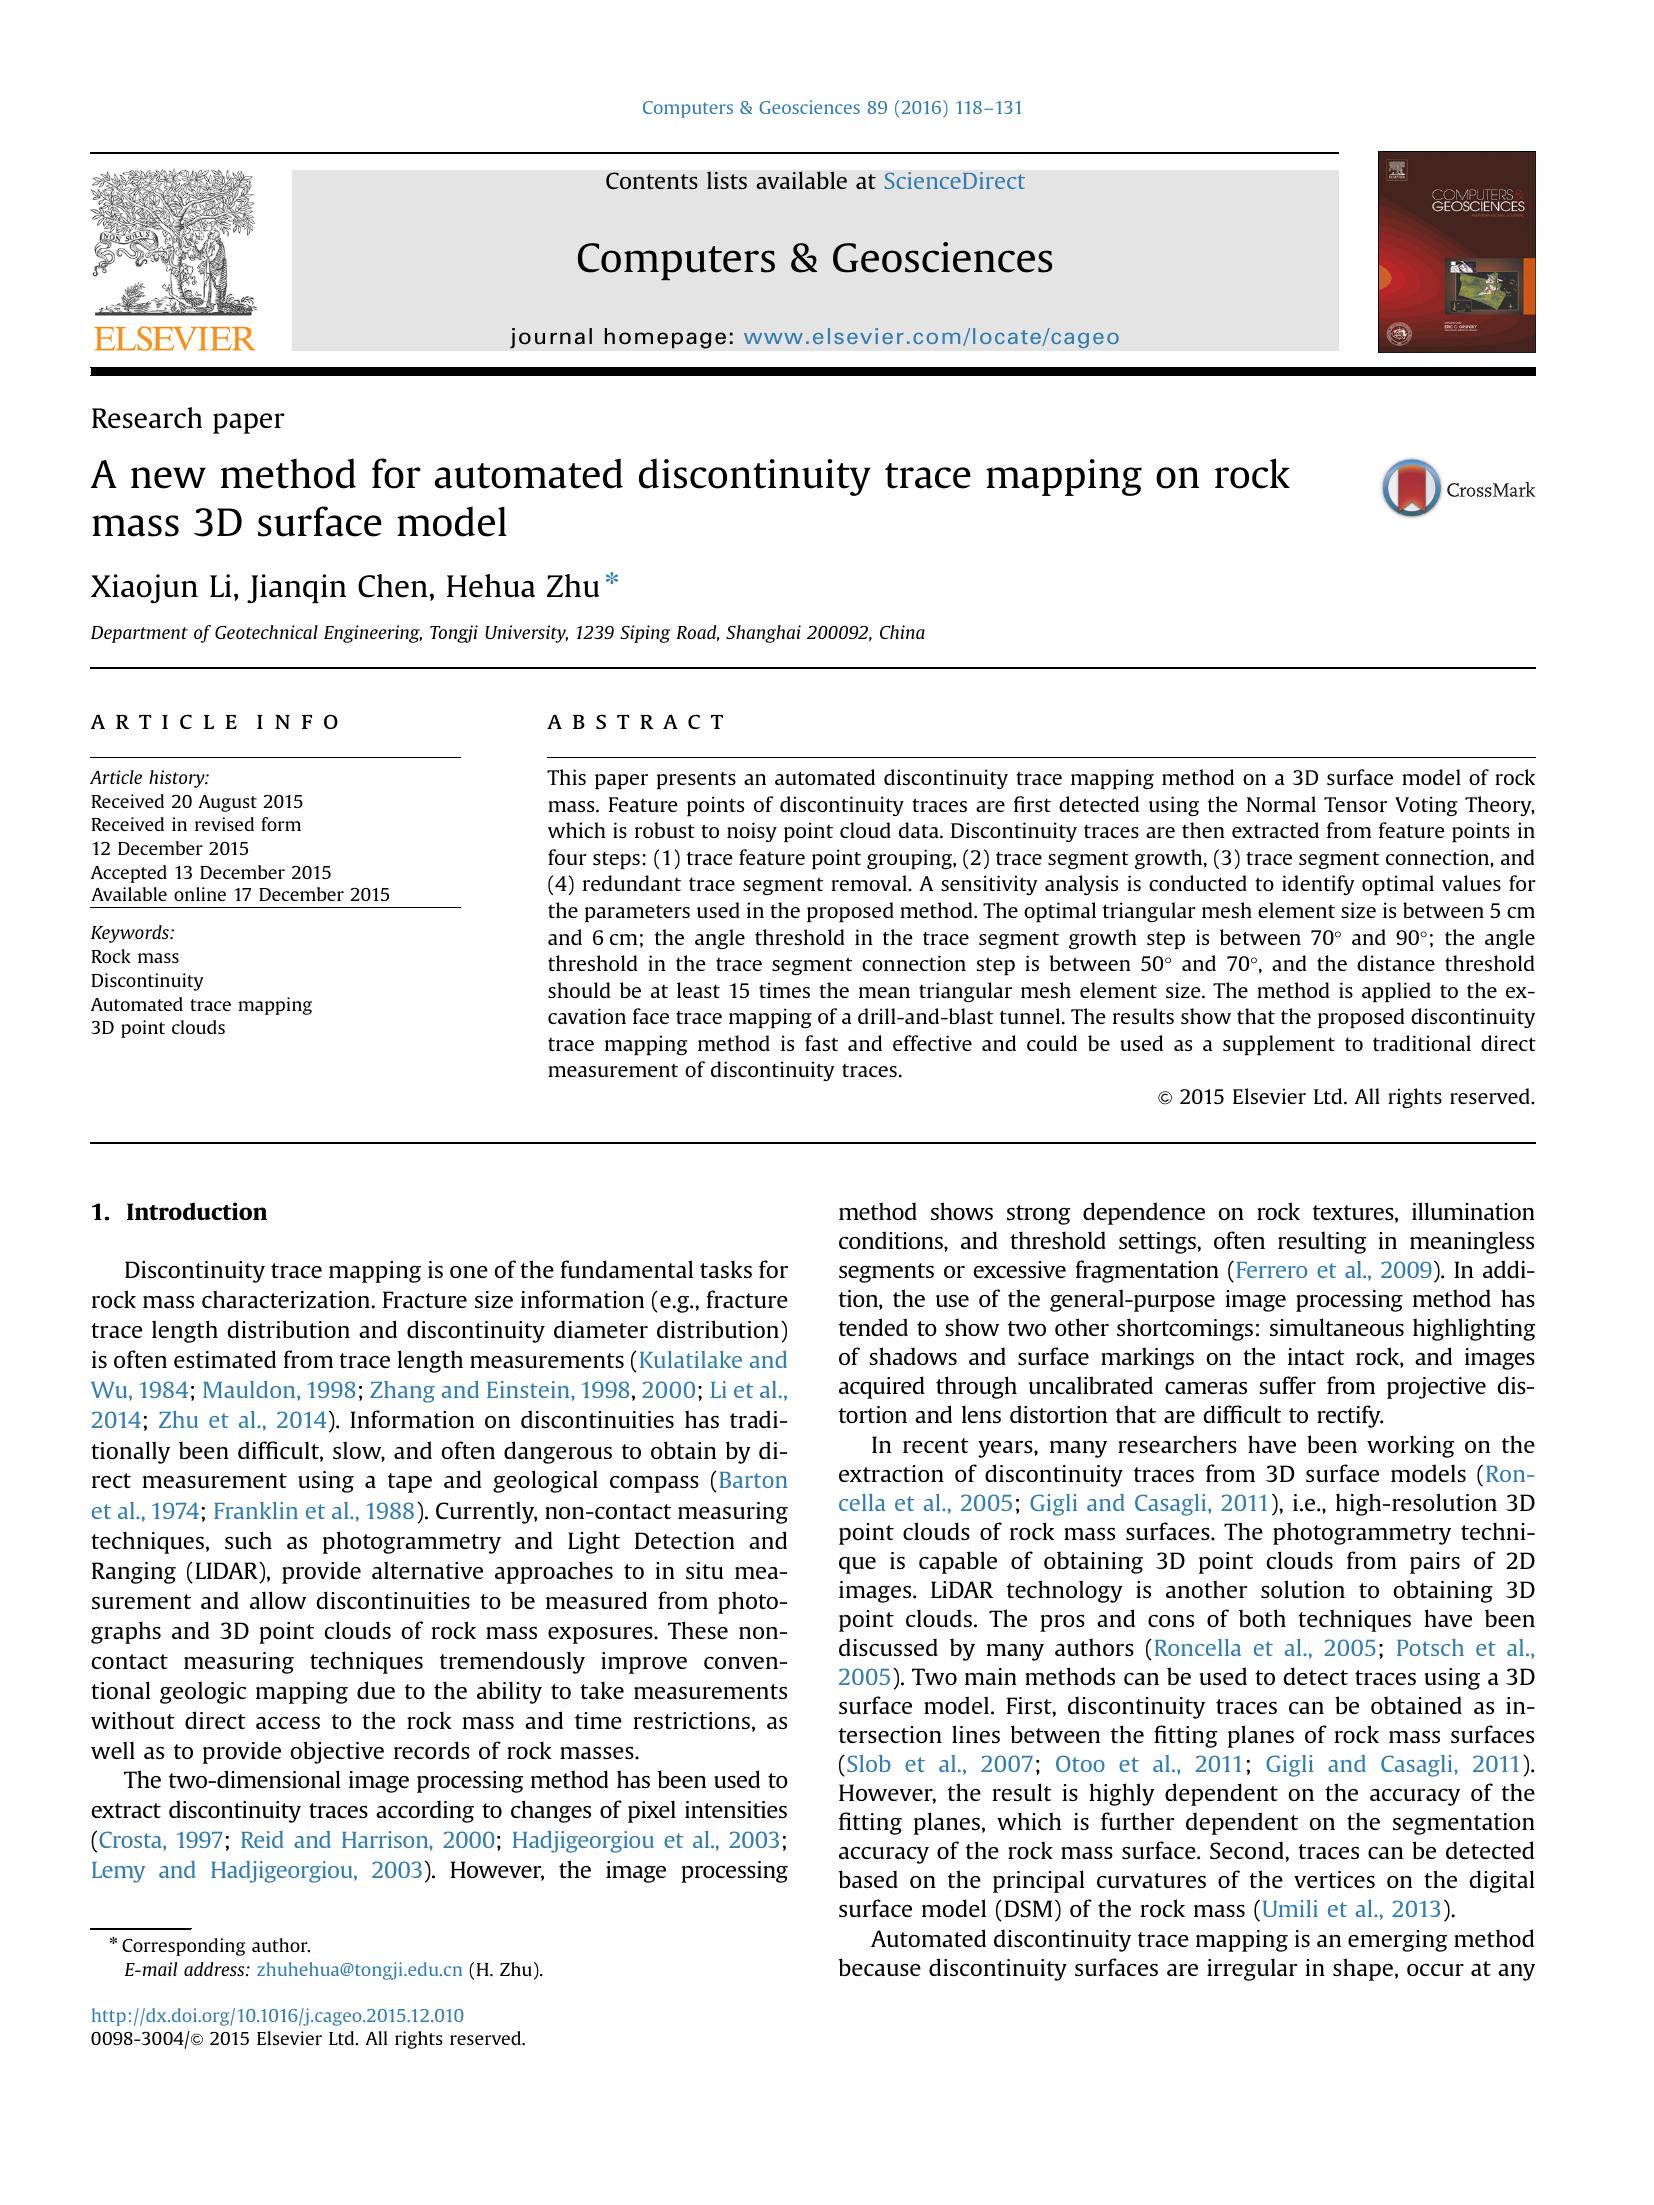 Computers & Geosciences 89 (2016) 118–131
Contents lists available at ScienceDirect
Computers & Geosciences
journal homepage: www.elsevier.com/locate/cageo
NON SOLUS
ELSEVIER
COMPUTERS &
GEOSCIENCES
Research paper
A new method for automated discontinuity trace mapping on rock
mass 3D surface model
CrossMark
Xiaojun Li, Jianqin Chen, Hehua Zhu*
Department of Geotechnical Engineering, Tongji University, 1239 Siping Road, Shanghai 200092, China
ARTICLE INFO
Article history:
Received 20 August 2015
Received in revised form
12 December 2015
Accepted 13 December 2015
Available online 17 December 2015
Keywords:
Rock mass
Discontinuity
Automated trace mapping
3D point clouds
ABSTRACT
This paper presents an automated discontinuity trace mapping method on a 3D surface model of rock
mass. Feature points of discontinuity traces are first detected using the Normal Tensor Voting Theory,
which is robust to noisy point cloud data. Discontinuity traces are then extracted from feature points in
four steps: (1) trace feature point grouping, (2) trace segment growth, (3) trace segment connection, and
(4) redundant trace segment removal. A sensitivity analysis is conducted to identify optimal values for
the parameters used in the proposed method. The optimal triangular mesh element size is between 5 cm
and 6 cm; the angle threshold in the trace segment growth step is between 70° and 90°; the angle
threshold in the trace segment connection step is between 50° and 70°, and the distance threshold
should be at least 15 times the mean triangular mesh element size. The method is applied to the ex-
cavation face trace mapping of a drill-and-blast tunnel. The results show that the proposed discontinuity
trace mapping method is fast and effective and could be used as a supplement to traditional direct
measurement of discontinuity traces.
© 2015 Elsevier Ltd. All rights reserved.
1. Introduction
Discontinuity trace mapping is one of the fundamental tasks for
rock mass characterization. Fracture size information (e.g., fracture
trace length distribution and discontinuity diameter distribution)
is often estimated from trace length measurements (Kulatilake and
Wu, 1984; Mauldon, 1998; Zhang and Einstein, 1998, 2000; Li et al.,
2014; Zhu et al., 2014). Information on discontinuities has tradi-
tionally been difficult, slow, and often dangerous to obtain by di-
rect measurement using a tape and geological compass (Barton
et al., 1974; Franklin et al., 1988). Currently, non-contact measuring
techniques, such as photogrammetry and Light Detection and
Ranging (LIDAR), provide alternative approaches to in situ mea-
surement and allow discontinuities to be measured from photo-
graphs and 3D point clouds of rock mass exposures. These non-
contact measuring techniques tremendously improve conven-
tional geologic mapping due to the ability to take measurements
without direct access to the rock mass and time restrictions, as
well as to provide objective records of rock masses.
The two-dimensional image processing method has been used to
extract discontinuity traces according to changes of pixel intensities
(Crosta, 1997; Reid and Harrison, 2000; Hadjigeorgiou et al., 2003;
Lemy and Hadjigeorgiou, 2003). However, the image processing
method shows strong dependence on rock textures, illumination
conditions, and threshold settings, often resulting in meaningless
segments or excessive fragmentation (Ferrero et al., 2009). In addi-
tion, the use of the general-purpose image processing method has
tended to show two other shortcomings: simultaneous highlighting
of shadows and surface markings on the intact rock, and images
acquired through uncalibrated cameras suffer from projective dis-
tortion and lens distortion that are difficult to rectify.
In recent years, many researchers have been working on the
extraction of discontinuity traces from 3D surface models (Ron-
cella et al., 2005; Gigli and Casagli, 2011), i.e., high-resolution 3D
point clouds of rock mass surfaces. The photogrammetry techni-
que is capable of obtaining 3D point clouds from pairs of 2D
images. LiDAR technology is another solution to obtaining 3D
point clouds. The pros and cons of both techniques have been
discussed by many authors (Roncella et al., 2005; Potsch et al.,
2005). Two main methods can be used to detect traces using a 3D
surface model. First, discontinuity traces can be obtained as in-
tersection lines between the fitting planes of rock mass surfaces
(Slob et al., 2007; Otoo et al., 2011; Gigli and Casagli, 2011).
However, the result is highly dependent on the accuracy of the
fitting planes, which is further dependent on the segmentation
accuracy of the rock mass surface. Second, traces can be detected
based on the principal curvatures of the vertices on the digital
surface model (DSM) of the rock mass (Umili et al., 2013).
Automated discontinuity trace mapping is an emerging method
because discontinuity surfaces are irregular in shape, occur at any
* Corresponding author.
E-mail address: zhuhehua@tongji.edu.cn (H. Zhu).
http://dx.doi.org/10.1016/j.cageo.2015.12.010
0098-3004/© 2015 Elsevier Ltd. All rights reserved.